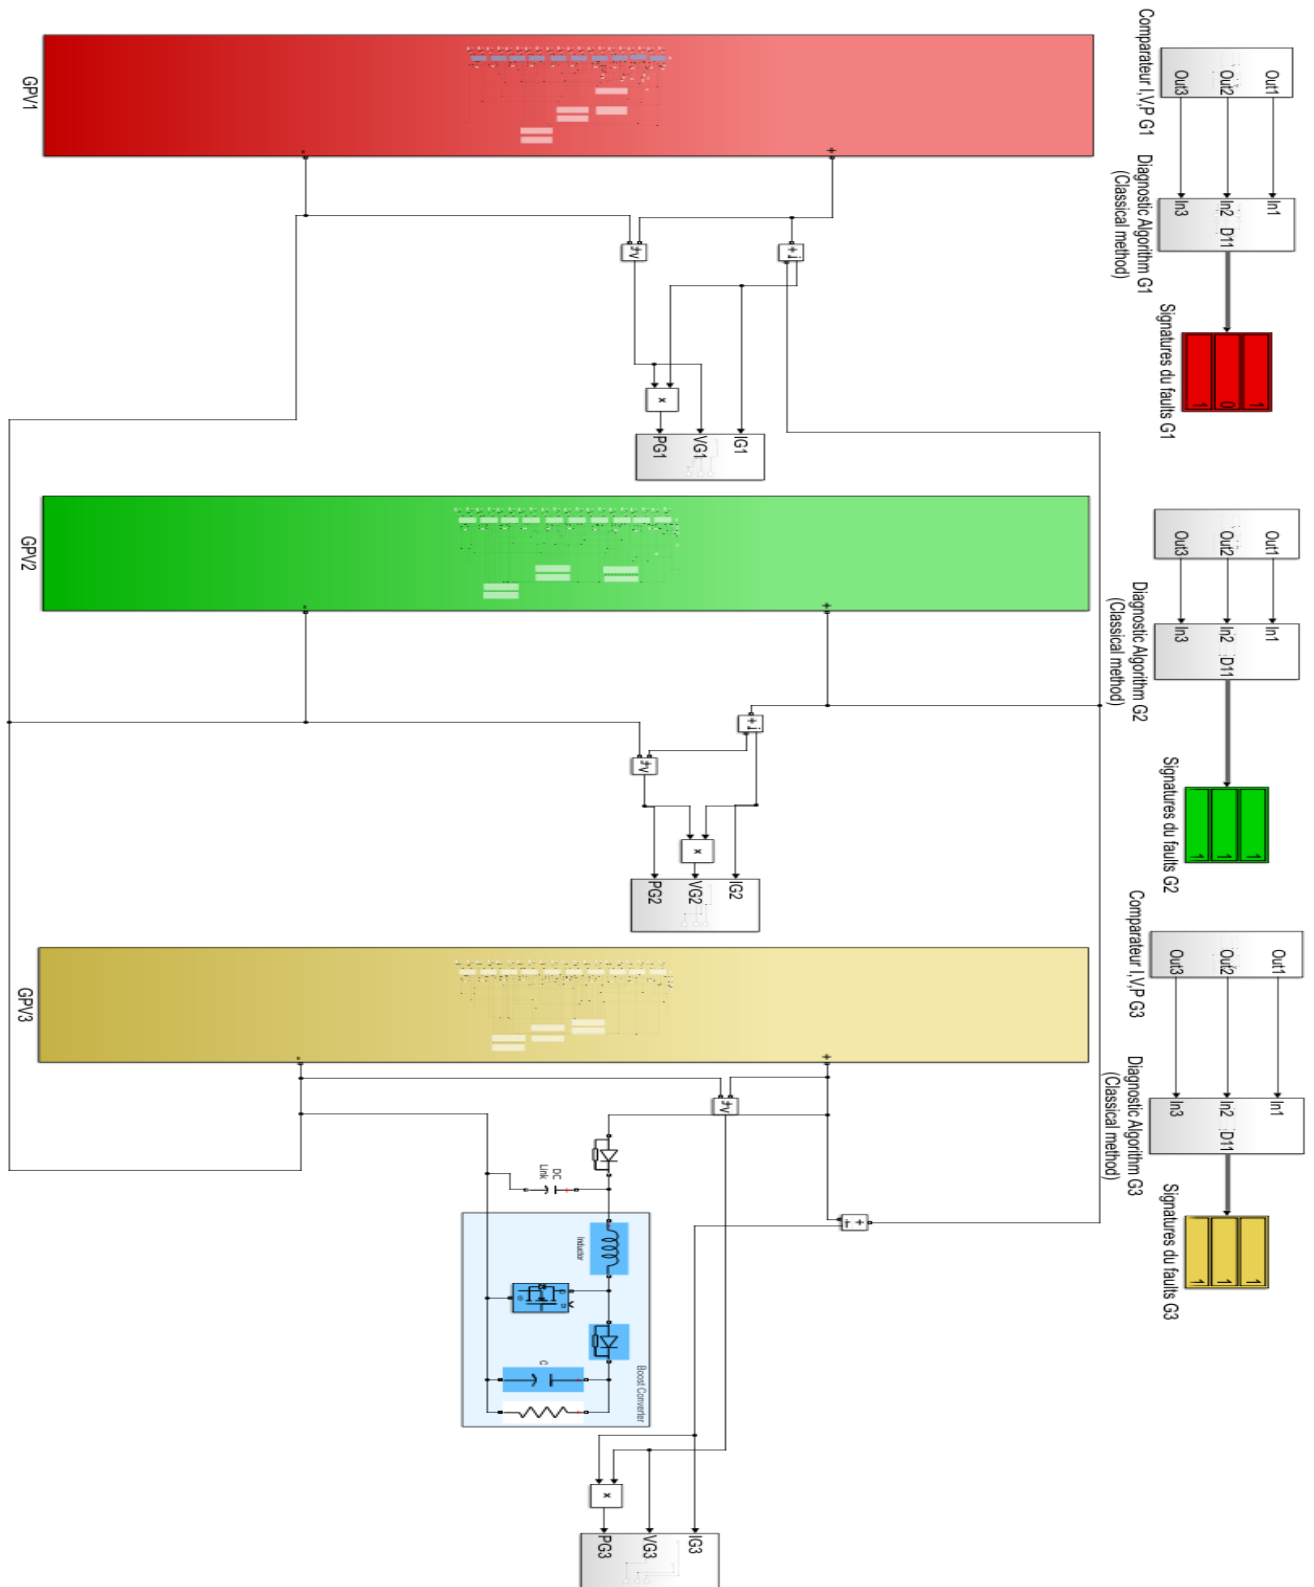 Out1
Out2
Out3
Comparateur I,V,P G1
In1
In2
In3
D11
Diagnostic Algorithm G1
(Classical method)
1
0
1
Signatures du faults G1
Out1
Out2
Out3
In1
In2
In3
D11
Diagnostic Algorithm G2
(Classical method)
1
1
1
Signatures du faults G2
Out1
Out2
Out3
Comparateur I,V,P G3
In1
In2
In3
D11
Diagnostic Algorithm G3
(Classical method)
1
1
1
Signatures du faults G3
+
-
GPV1
+ i
+ v -
×
IG1
VG1
PG1
+
-
GPV2
+ i
+ v -
×
IG2
VG2
PG2
+
-
GPV3
+ v -
+ i
DC
Link
Boost Converter
Inductor
C
×
IG3
VG3
PG3